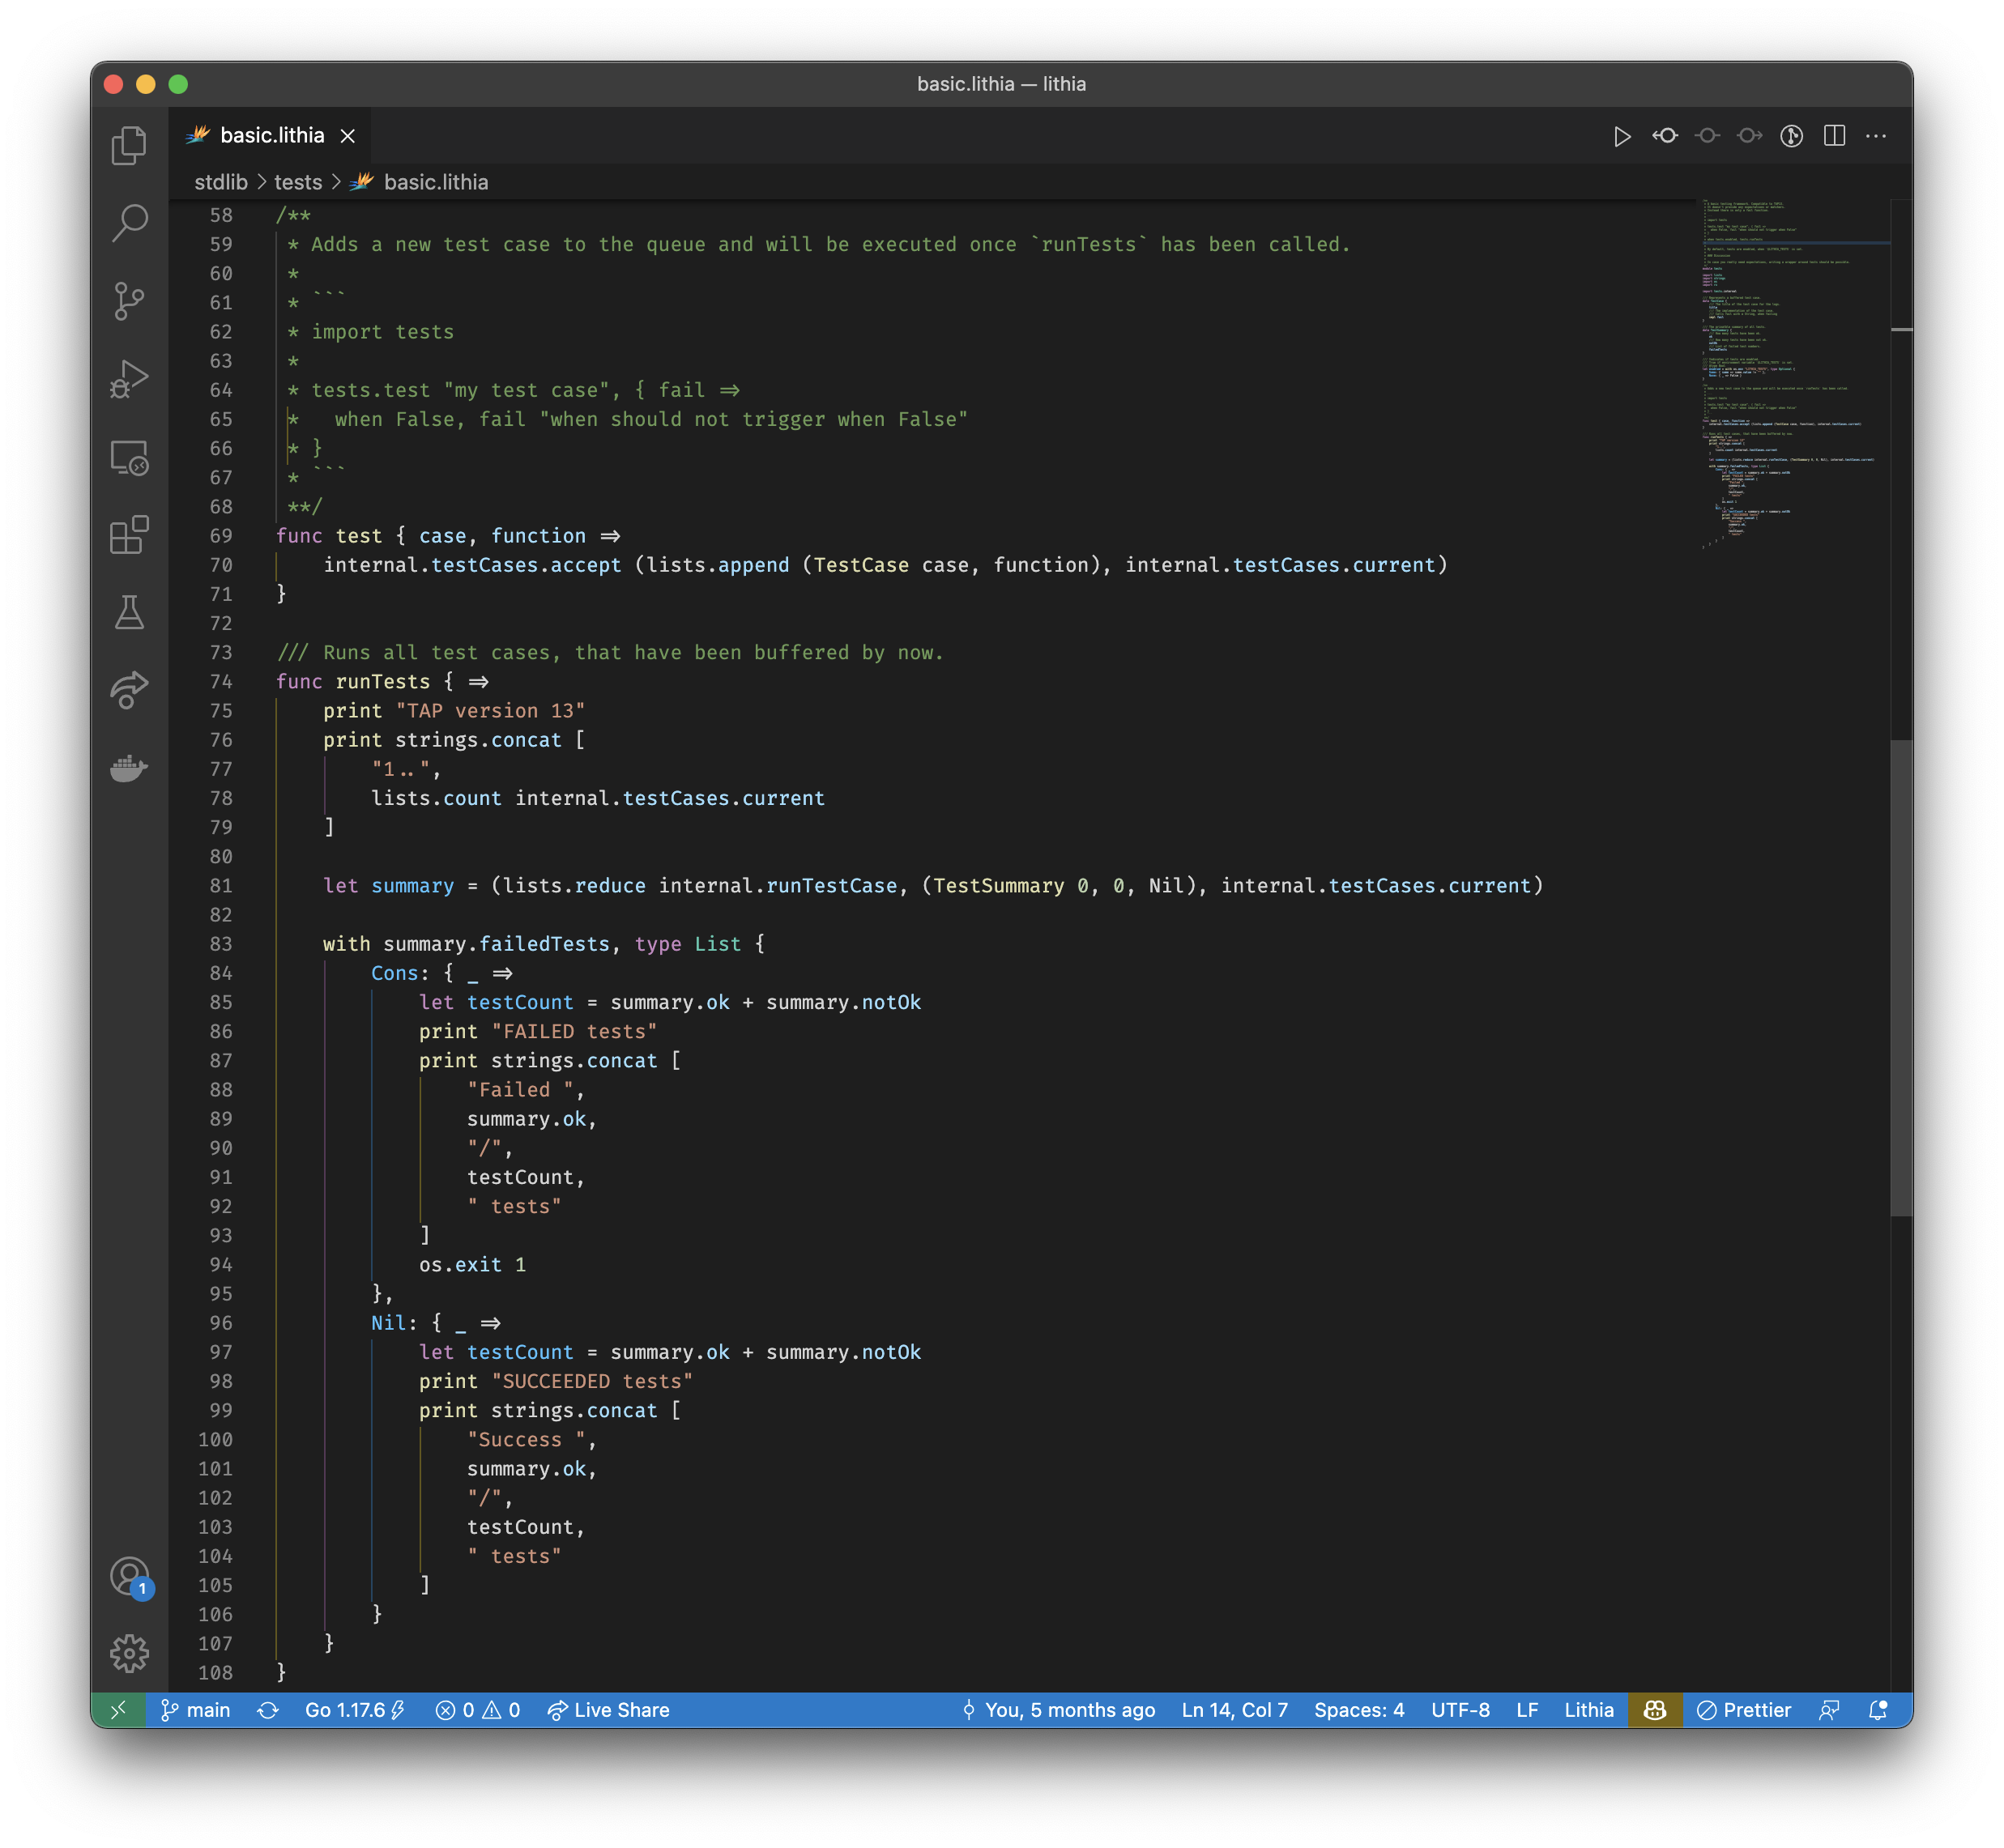 basic.lithia — lithia
basic.lithia
stdlib > tests > basic.lithia
58 /**
59  * Adds a new test case to the queue and will be executed once `runTests` has been called.
60  *
61  * ```
62  * import tests
63  *
64  * tests.test "my test case", { fail =>
65  *   when False, fail "when should not trigger when False"
66  * }
67  * ```
68  **/
69 func test { case, function =>
70     internal.testCases.accept (lists.append (TestCase case, function), internal.testCases.current)
71 }
72
73 /// Runs all test cases, that have been buffered by now.
74 func runTests { =>
75     print "TAP version 13"
76     print strings.concat [
77         "1..",
78         lists.count internal.testCases.current
79     ]
80
81     let summary = (lists.reduce internal.runTestCase, (TestSummary 0, 0, Nil), internal.testCases.current)
82
83     with summary.failedTests, type List {
84         Cons: { _ =>
85             let testCount = summary.ok + summary.notOk
86             print "FAILED tests"
87             print strings.concat [
88                 "Failed ",
89                 summary.ok,
90                 "/",
91                 testCount,
92                 " tests"
93             ]
94             os.exit 1
95         },
96         Nil: { _ =>
97             let testCount = summary.ok + summary.notOk
98             print "SUCCEEDED tests"
99             print strings.concat [
100                 "Success ",
101                 summary.ok,
102                 "/",
103                 testCount,
104                 " tests"
105             ]
106         }
107     }
108 }
1
main Go 1.17.6 0 0 Live Share You, 5 months ago Ln 14, Col 7 Spaces: 4 UTF-8 LF Lithia Prettier